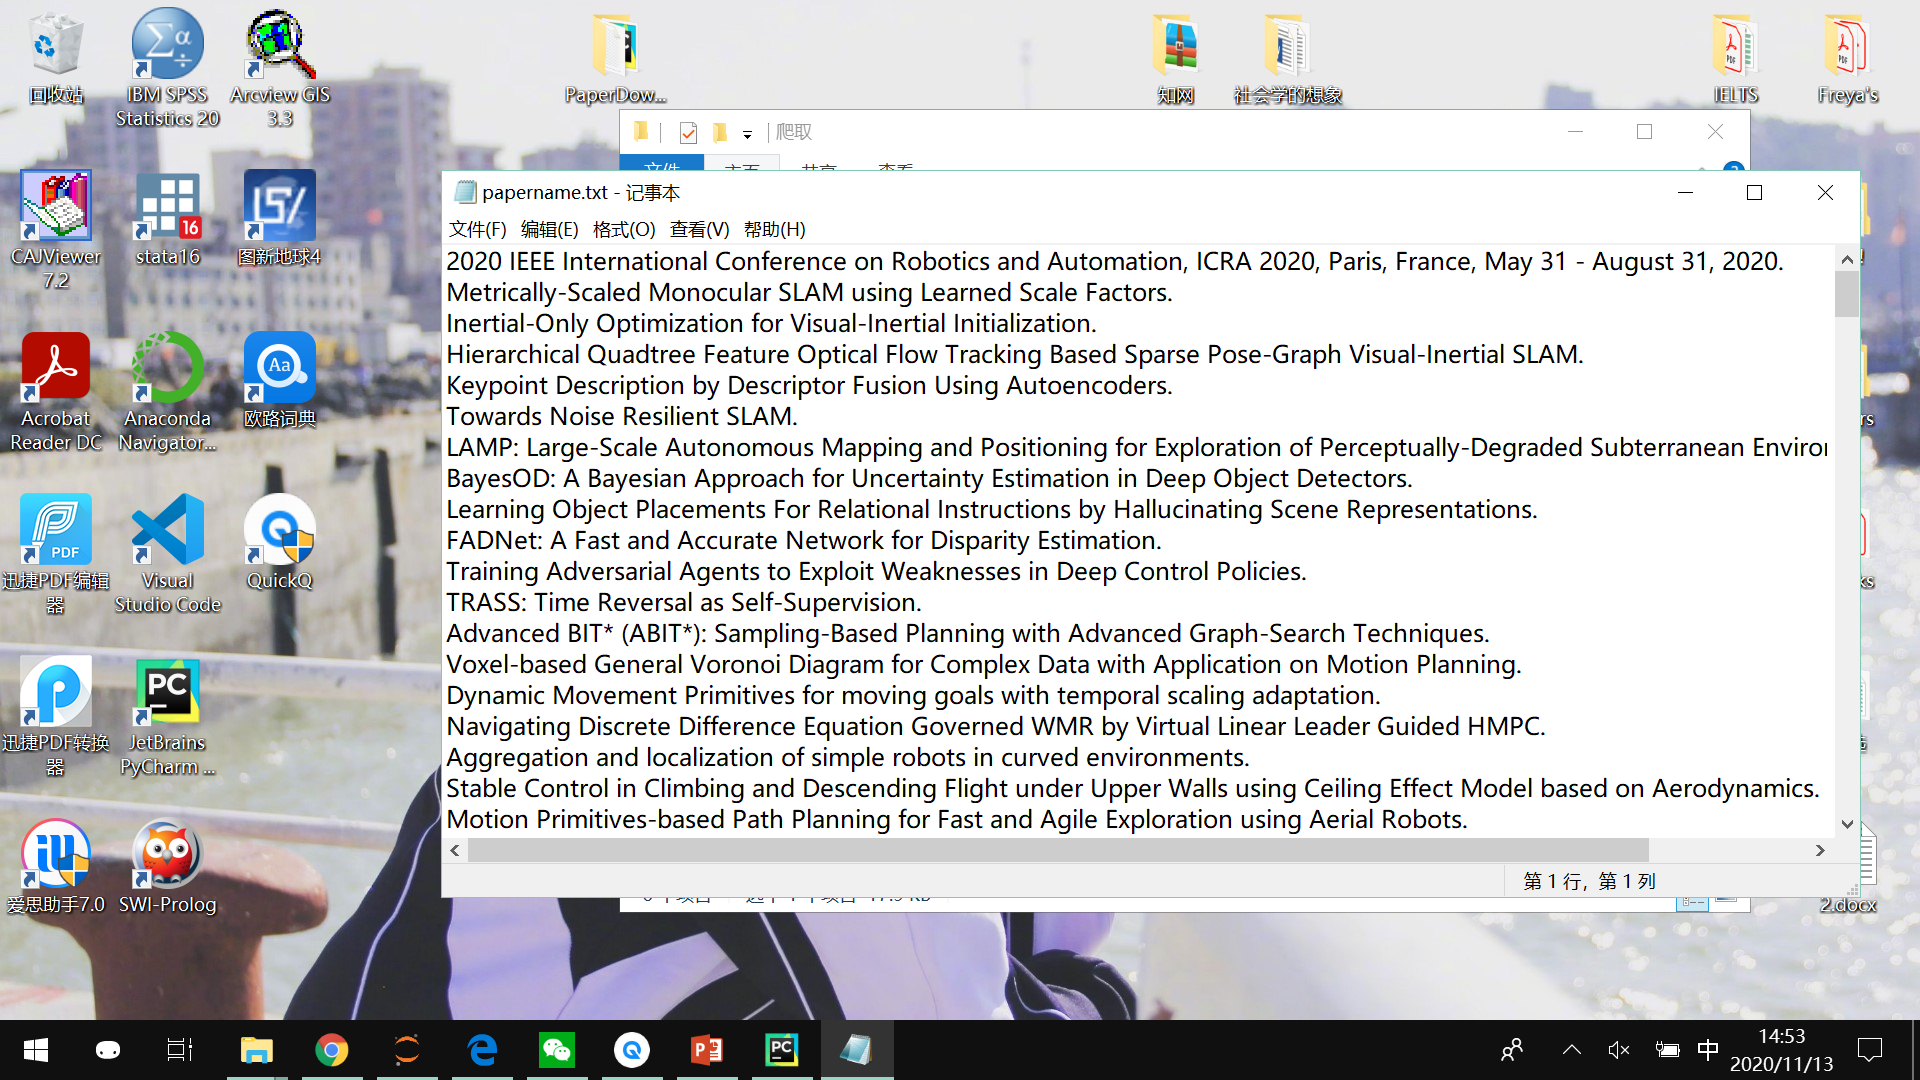 回收站
IBM SPSS Statistics 20
Arcview GIS 3.3
PaperDow...
知网
社会学的想象
IELTS
Freya's
CAJViewer 7.2
stata16
图新地球4
Acrobat Reader DC
Anaconda Navigator...
欧路词典
迅捷PDF编辑器
Visual Studio Code
QuickQ
迅捷PDF转换器
JetBrains PyCharm ...
爱思助手7.0
SWI-Prolog
爬取
文件 主页 共享 查看
papername.txt - 记事本
文件(F) 编辑(E) 格式(O) 查看(V) 帮助(H)
2020 IEEE International Conference on Robotics and Automation, ICRA 2020, Paris, France, May 31 - August 31, 2020.
Metrically-Scaled Monocular SLAM using Learned Scale Factors.
Inertial-Only Optimization for Visual-Inertial Initialization.
Hierarchical Quadtree Feature Optical Flow Tracking Based Sparse Pose-Graph Visual-Inertial SLAM.
Keypoint Description by Descriptor Fusion Using Autoencoders.
Towards Noise Resilient SLAM.
LAMP: Large-Scale Autonomous Mapping and Positioning for Exploration of Perceptually-Degraded Subterranean
BayesOD: A Bayesian Approach for Uncertainty Estimation in Deep Object Detectors.
Learning Object Placements For Relational Instructions by Hallucinating Scene Representations.
FADNet: A Fast and Accurate Network for Disparity Estimation.
Training Adversarial Agents to Exploit Weaknesses in Deep Control Policies.
TRASS: Time Reversal as Self-Supervision.
Advanced BIT* (ABIT*): Sampling-Based Planning with Advanced Graph-Search Techniques.
Voxel-based General Voronoi Diagram for Complex Data with Application on Motion Planning.
Dynamic Movement Primitives for moving goals with temporal scaling adaptation.
Navigating Discrete Difference Equation Governed WMR by Virtual Linear Leader Guided HMPC.
Aggregation and localization of simple robots in curved environments.
Stable Control in Climbing and Descending Flight under Upper Walls using Ceiling Effect Model based on Aerodynamics.
Motion Primitives-based Path Planning for Fast and Agile Exploration using Aerial Robots.
第 1 行，第 1 列
2.docx
中
14:53
2020/11/13